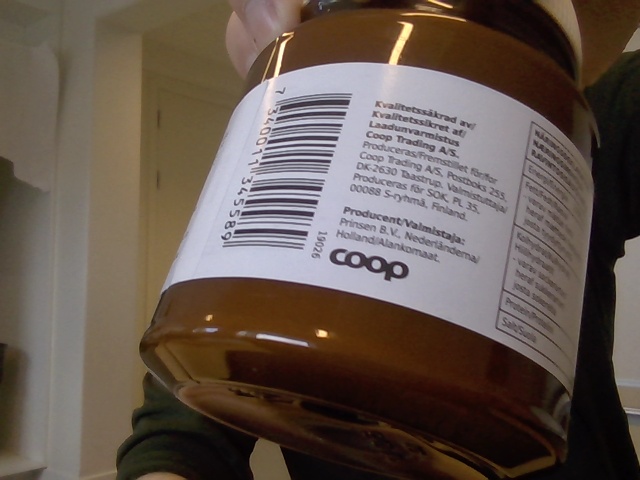 7 340011 345589
Kvalitetssäkrad av/
Kvalitetssikret af/
Laadunvarmistus
Coop Trading A/S.
Produceras/Fremstillet för/for
Coop Trading A/S, Postboks 255,
DK-2630 Taastrup. Valmistuttaja/
Produceras för SOK, PL 35,
00088 S-ryhmä, Finland.
Producent/Valmistaja:
Prinsen B.V., Nederländerna/
Holland/Alankomaat.
19026
coop
Protein/Proteiini
Salt/Suola